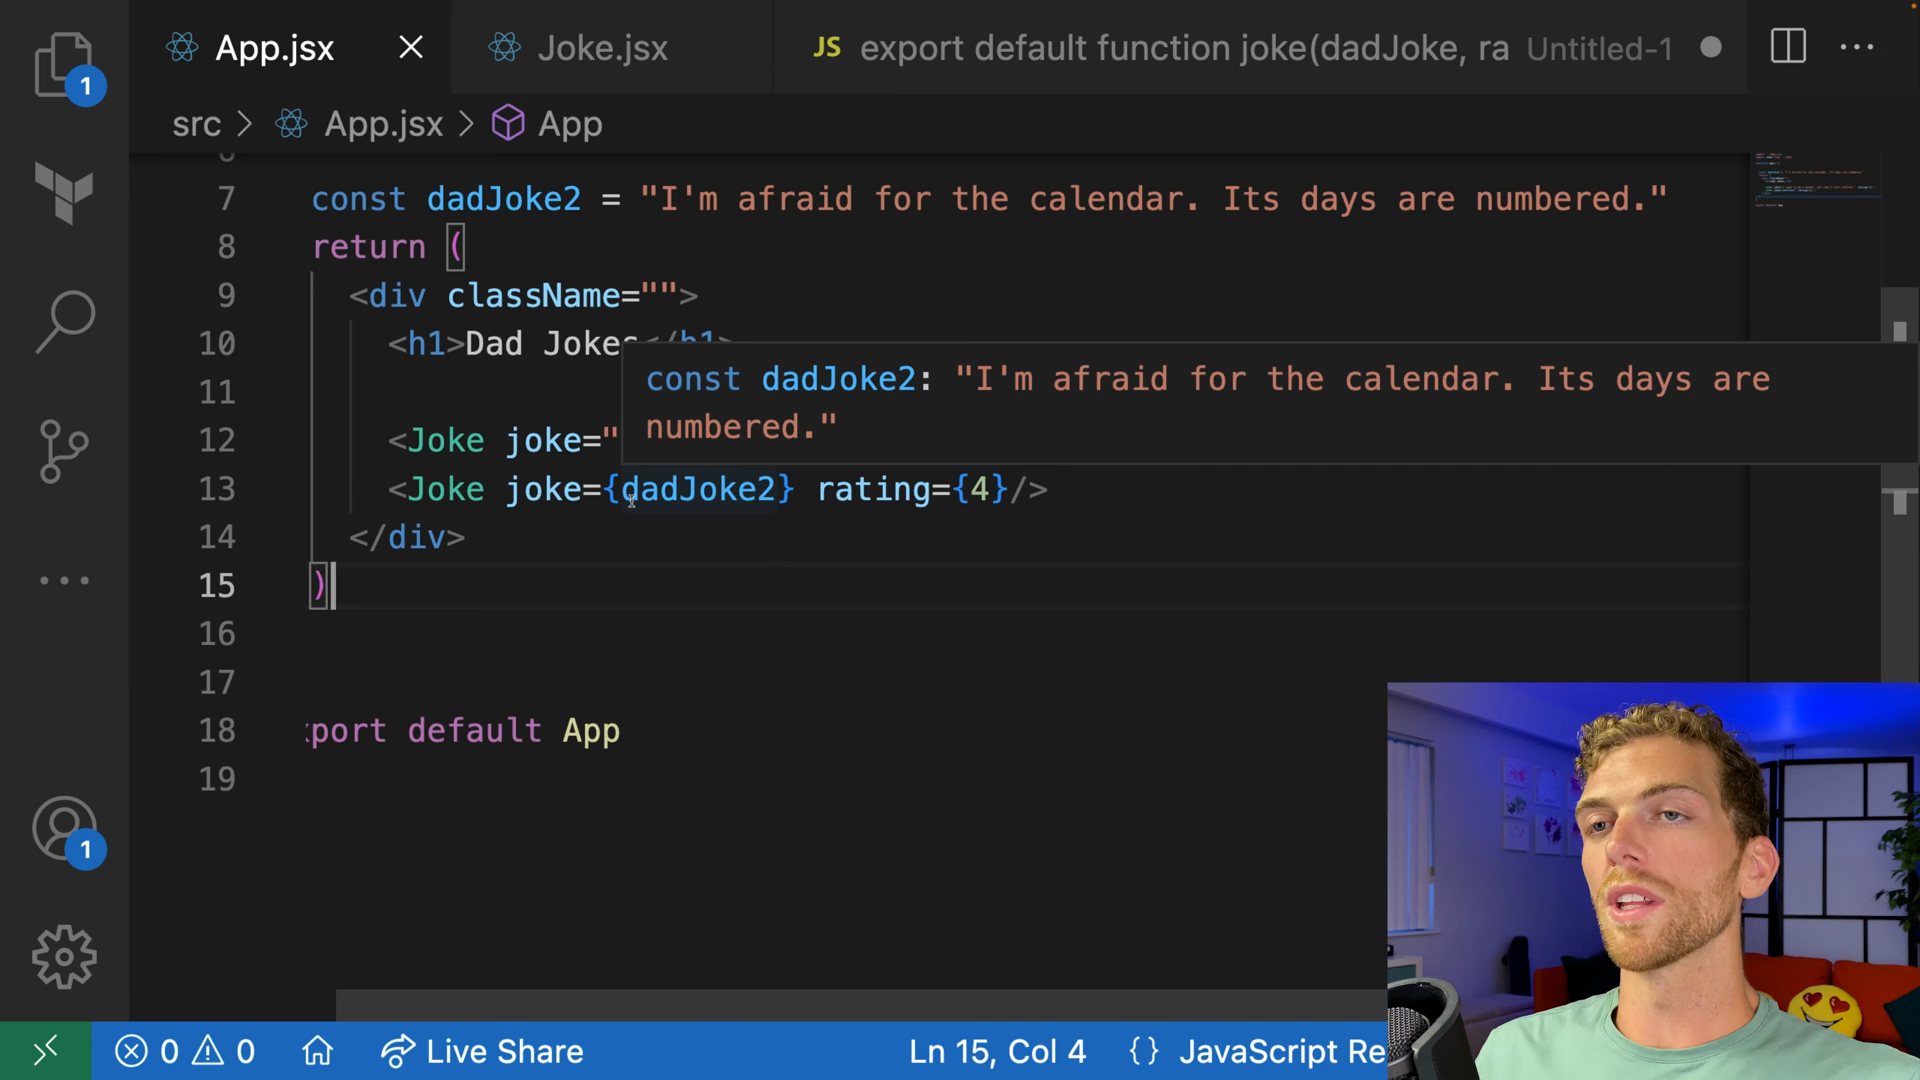 App.jsx Joke.jsx JS export default function joke(dadJoke, ra Untitled-1
1
src > App.jsx > App
7 const dadJoke2 = "I'm afraid for the calendar. Its days are numbered."
8 return (
9 <div className="">
10 <h1>Dad Jokes</h1>
const dadJoke2: "I'm afraid for the calendar. Its days are
numbered."
11
12 <Joke joke="
13 <Joke joke={dadJoke2} rating={4}/>
14 </div>
15 )
16
17
18 port default App
19
1
0 0 Live Share Ln 15, Col 4 {} JavaScript Re